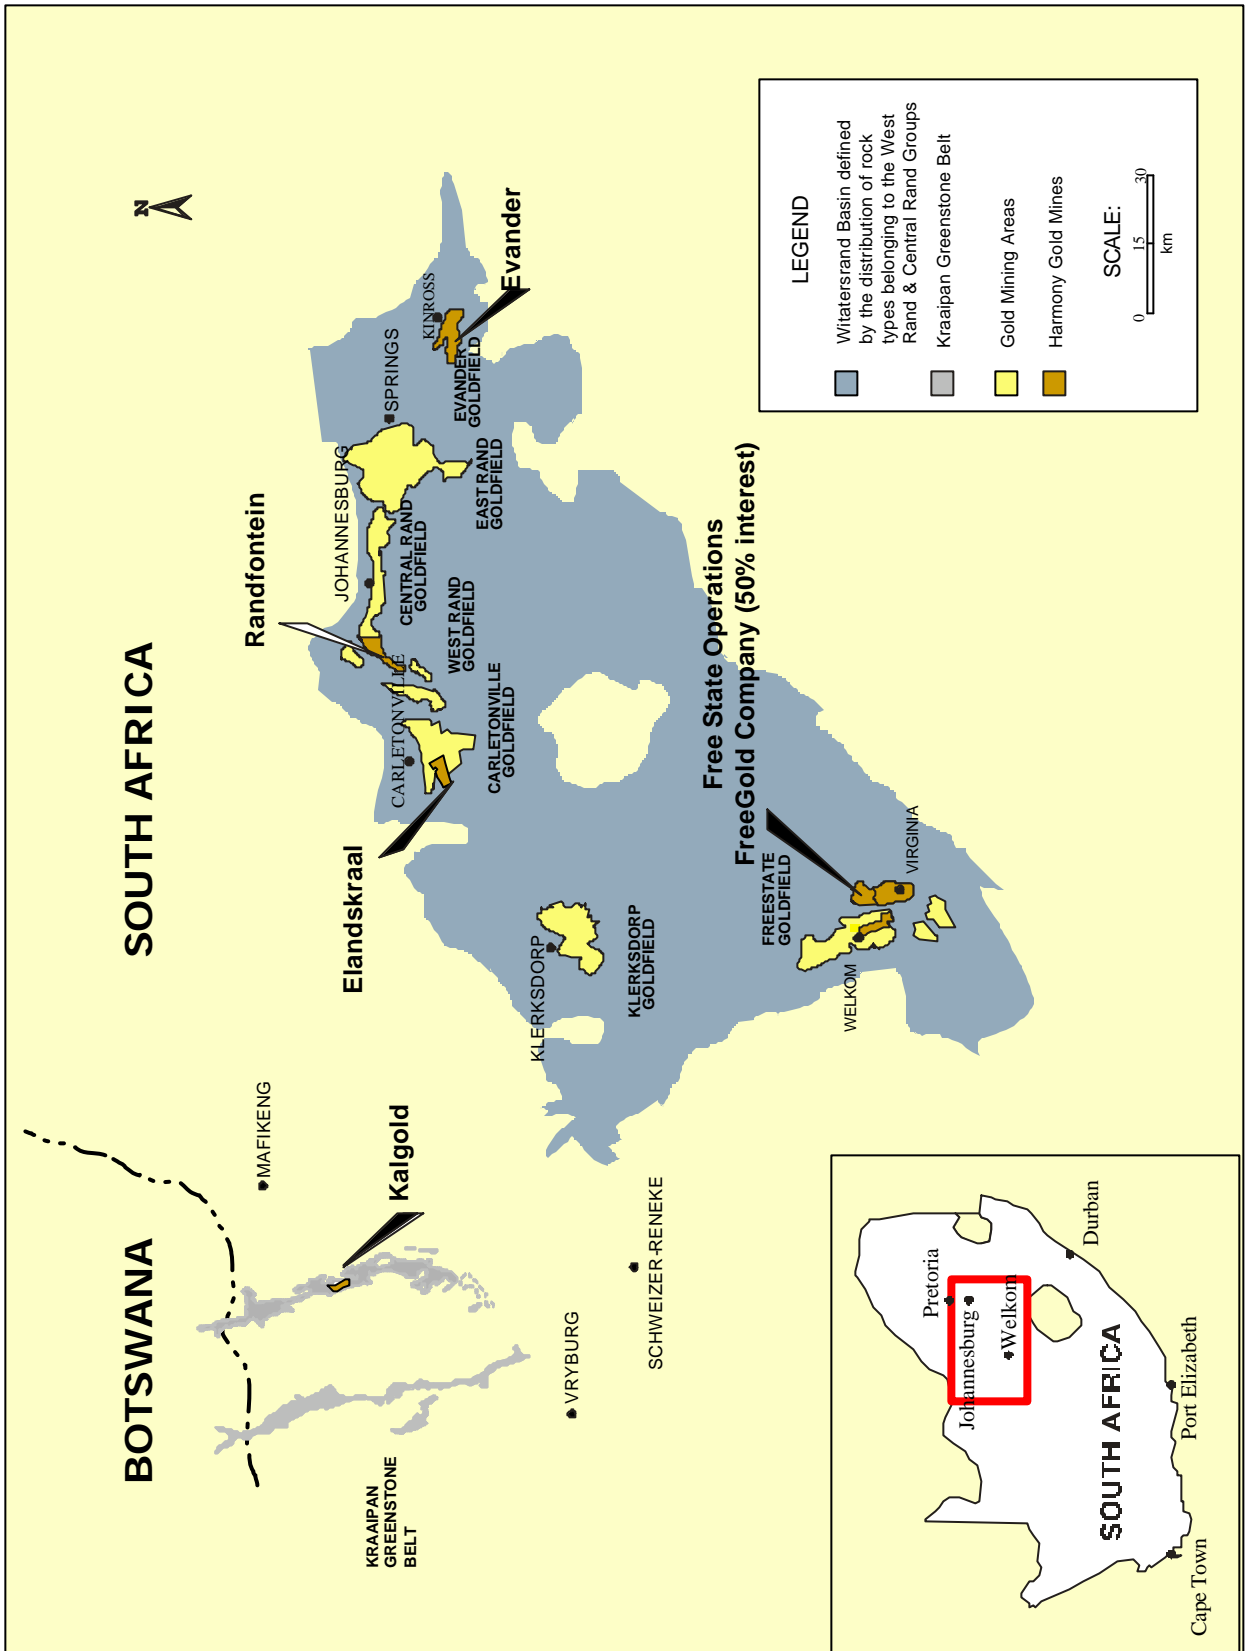 BOTSWANA
SOUTH AFRICA
N
MAFIKENG
Kalgold
KRAAIPAN
GREENSTONE
BELT
VRYBURG
SCHWEIZER-RENEKE
Randfontein
Elandskraal
JOHANNESBURG
SPRINGS
KINROSS
Evander
EVANDER
GOLDFIELD
EAST RAND
GOLDFIELD
CENTRAL RAND
GOLDFIELD
WEST RAND
GOLDFIELD
CARLETONVILLE
CARLETONVILLE
GOLDFIELD
KLERKSDORP
KLERKSDORP
GOLDFIELD
Free State Operations
FreeGold Company (50% interest)
FREESTATE
GOLDFIELD
WELKOM
VIRGINIA
LEGEND
Witatersrand Basin defined
by the distribution of rock
types belonging to the West
Rand & Central Rand Groups
Kraaipan Greenstone Belt
Gold Mining Areas
Harmony Gold Mines
SCALE:
0 15 30
km
Pretoria
Johannesburg
Welkom
Durban
SOUTH AFRICA
Port Elizabeth
Cape Town